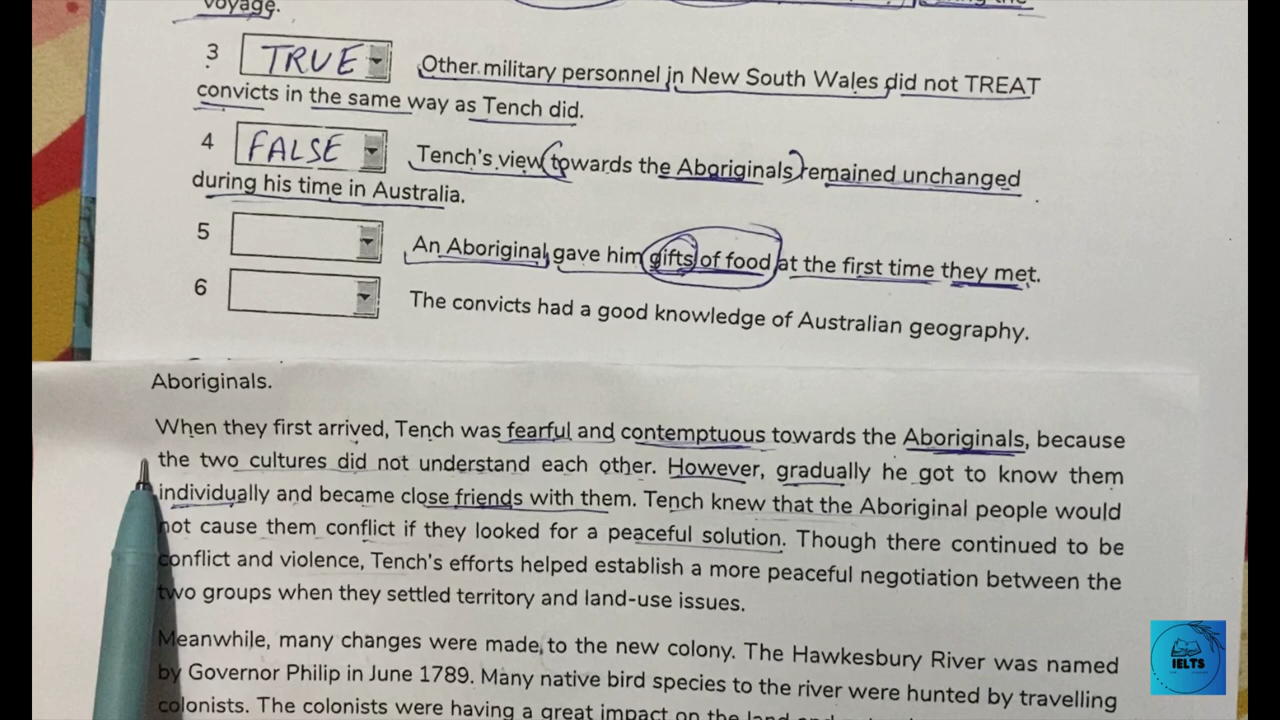 voyage.
3 TRUE Other military personnel in New South Wales did not TREAT
convicts in the same way as Tench did.
4 FALSE Tench's view towards the Aboriginals remained unchanged
during his time in Australia.
5 An Aboriginal gave him gifts of food at the first time they met.
6 The convicts had a good knowledge of Australian geography.
Aboriginals.
When they first arrived, Tench was fearful and contemptuous towards the Aboriginals, because
the two cultures did not understand each other. However, gradually he got to know them
individually and became close friends with them. Tench knew that the Aboriginal people would
not cause them conflict if they looked for a peaceful solution. Though there continued to be
conflict and violence, Tench's efforts helped establish a more peaceful negotiation between the
two groups when they settled territory and land-use issues.
Meanwhile, many changes were made to the new colony. The Hawkesbury River was named
by Governor Philip in June 1789. Many native bird species to the river were hunted by travelling
colonists. The colonists were having a great impact on the land
IELTS